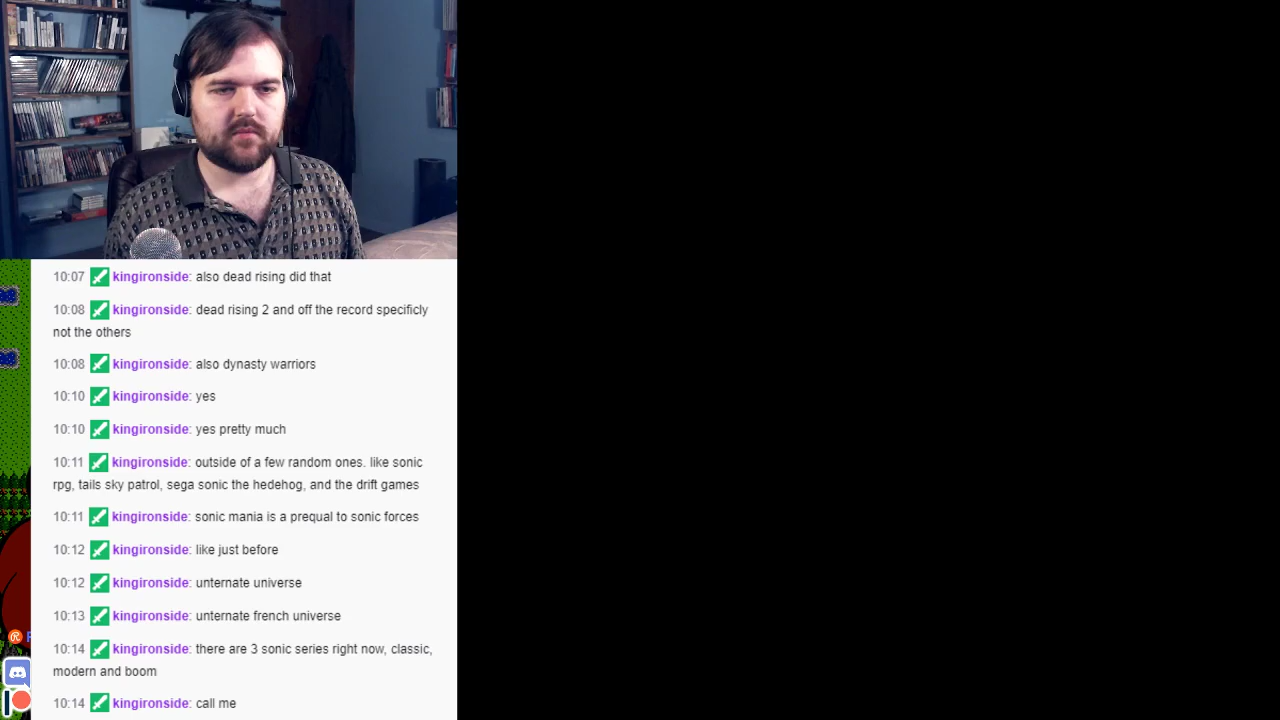 10:07 kingironside: also dead rising did that
10:08 kingironside: dead rising 2 and off the record specificly
not the others
10:08 kingironside: also dynasty warriors
10:10 kingironside: yes
10:10 kingironside: yes pretty much
10:11 kingironside: outside of a few random ones. like sonic
rpg, tails sky patrol, sega sonic the hedehog, and the drift games
10:11 kingironside: sonic mania is a prequal to sonic forces
10:12 kingironside: like just before
10:12 kingironside: unternate universe
10:13 kingironside: unternate french universe
10:14 kingironside: there are 3 sonic series right now, classic,
modern and boom
10:14 kingironside: call me